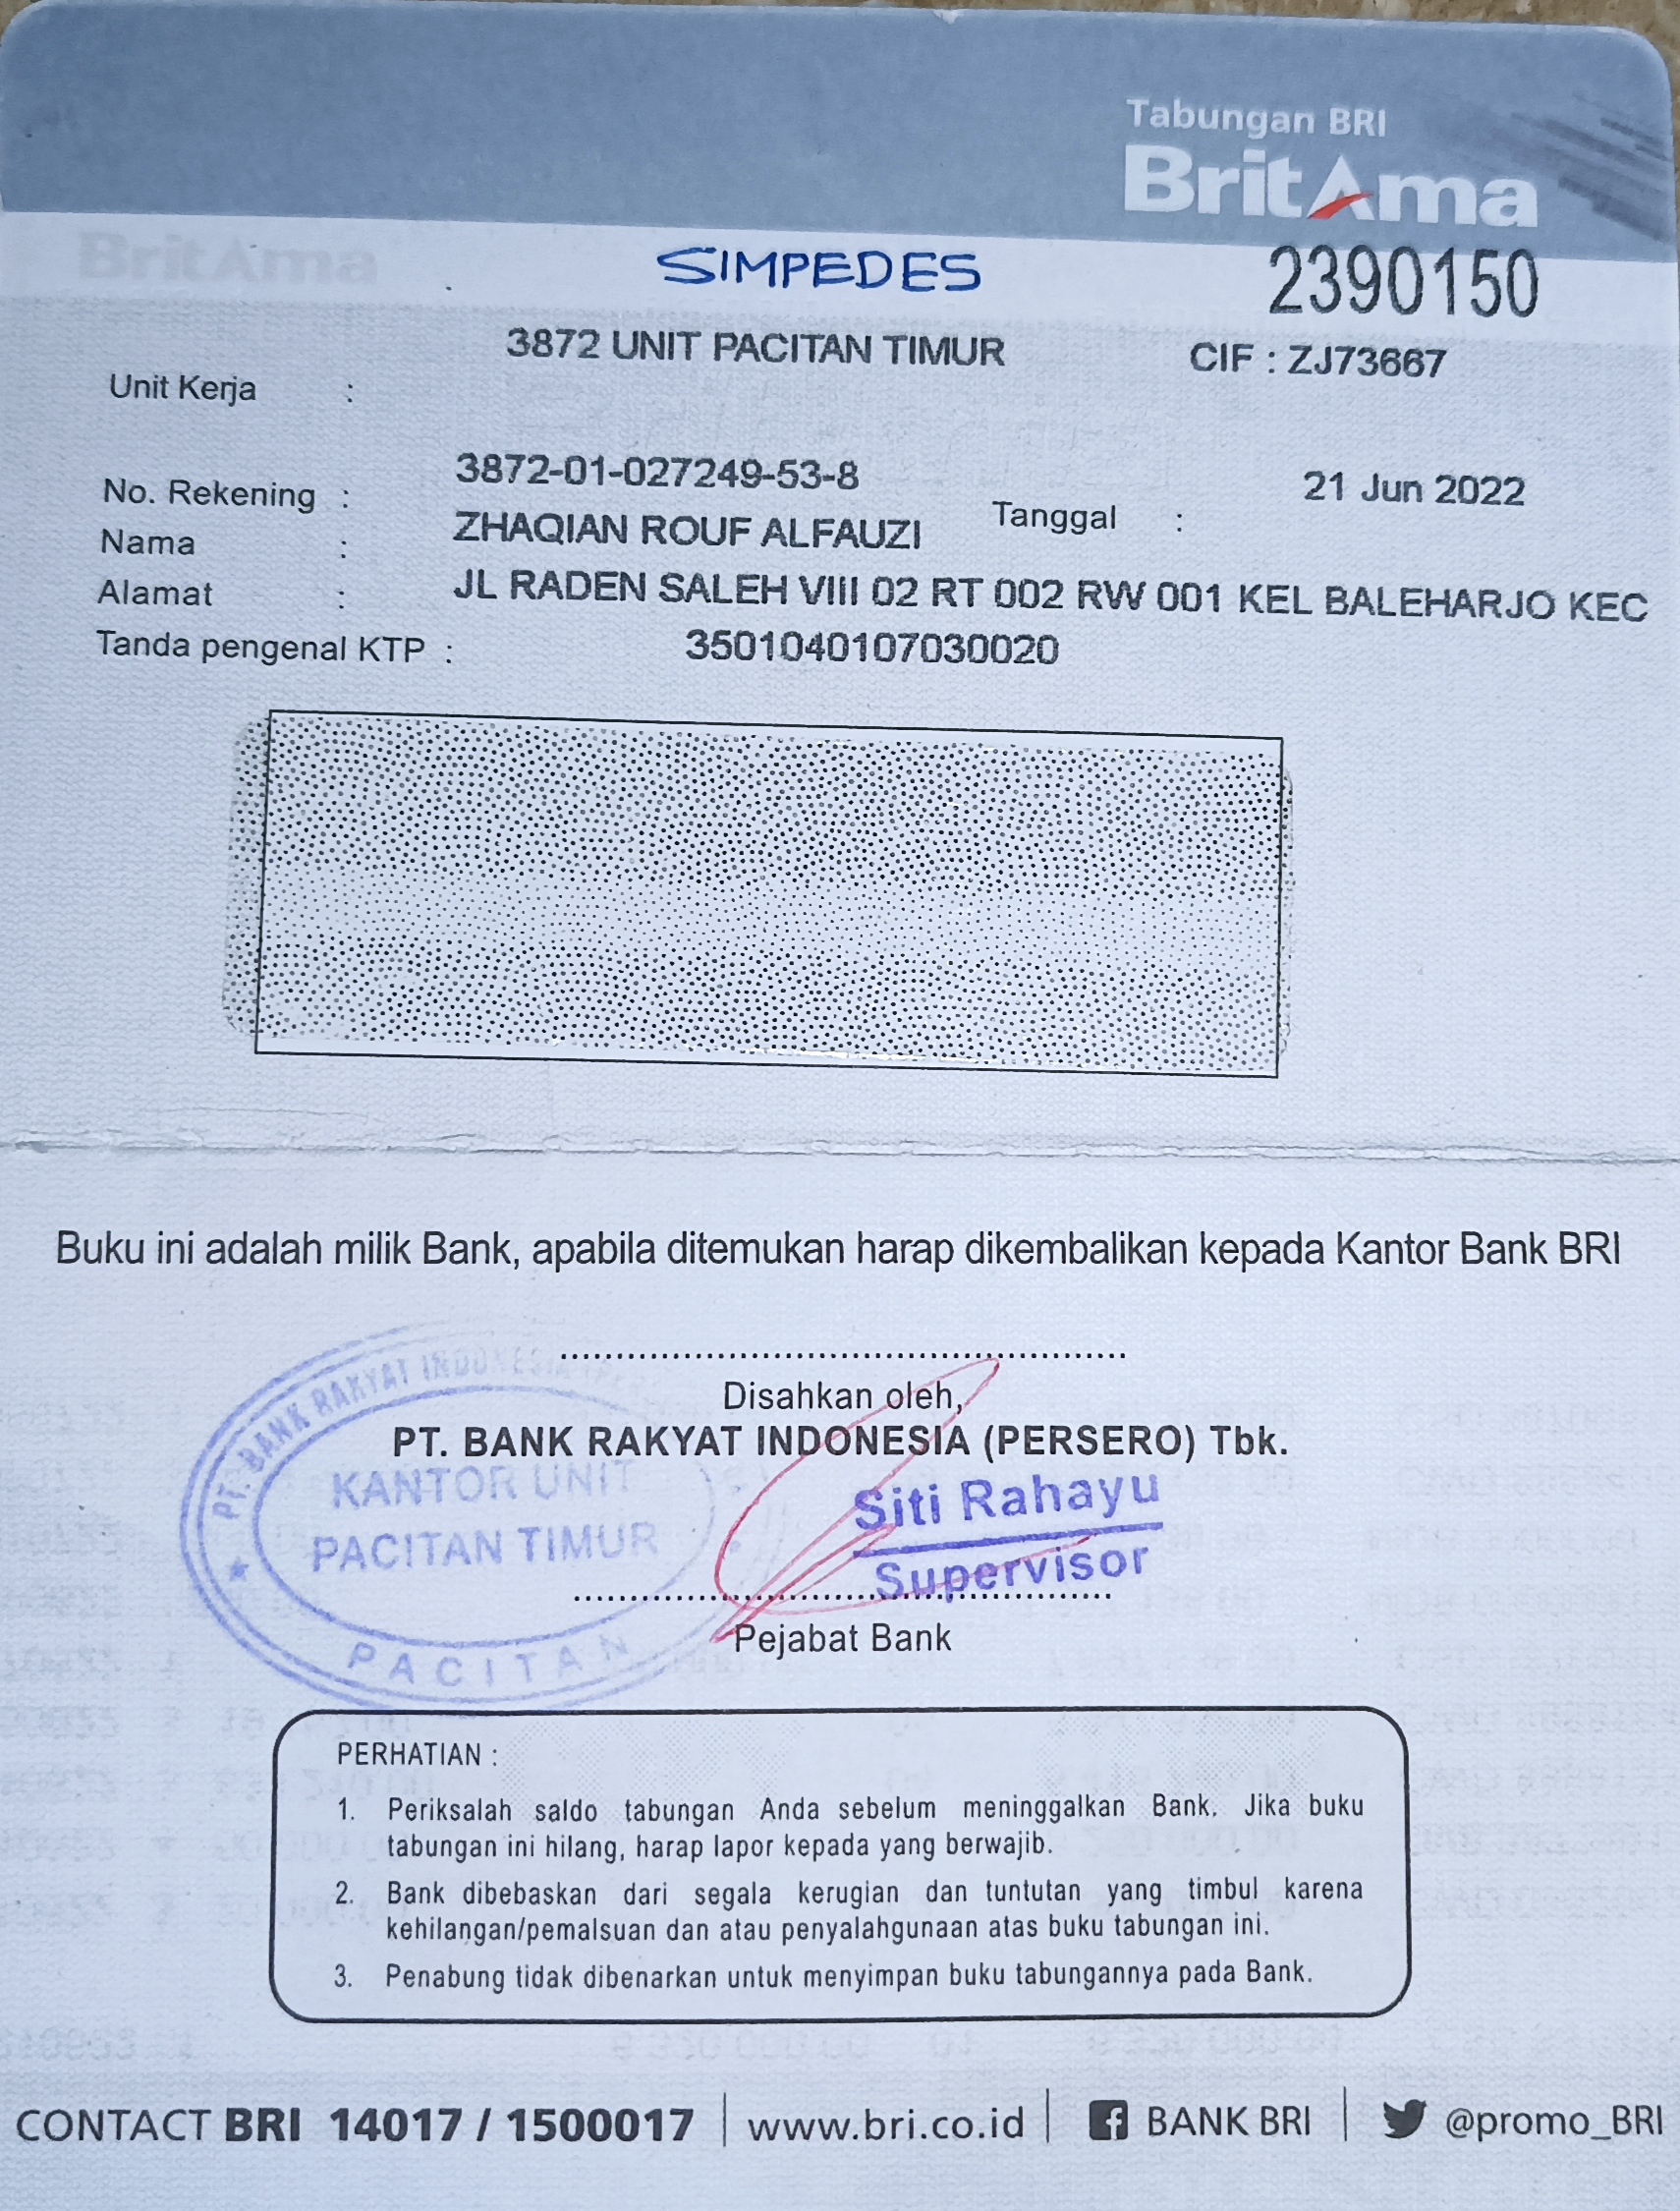 Tabungan BRI
BritAma
BritAma
SIMPEDES
2390150
3872 UNIT PACITAN TIMUR
CIF : ZJ73667
Unit Kerja :
No. Rekening : 3872-01-027249-53-8
Tanggal : 21 Jun 2022
Nama : ZHAQIAN ROUF ALFAUZI
Alamat : JL RADEN SALEH VIII 02 RT 002 RW 001 KEL BALEHARJO KEC
Tanda pengenal KTP : 3501040107030020
Buku ini adalah milik Bank, apabila ditemukan harap dikembalikan kepada Kantor Bank BRI
Disahkan oleh,
PT. BANK RAKYAT INDONESIA (PERSERO) Tbk.
PT. BANK RAKYAT INDONESIA
KANTOR UNIT
PACITAN TIMUR
PACITAN
Siti Rahayu
Supervisor
Pejabat Bank
PERHATIAN :
1. Periksalah saldo tabungan Anda sebelum meninggalkan Bank. Jika buku
tabungan ini hilang, harap lapor kepada yang berwajib.
2. Bank dibebaskan dari segala kerugian dan tuntutan yang timbul karena
kehilangan/pemalsuan dan atau penyalahgunaan atas buku tabungan ini.
3. Penabung tidak dibenarkan untuk menyimpan buku tabungannya pada Bank.
CONTACT BRI 14017 / 1500017 | www.bri.co.id | BANK BRI | @promo_BRI